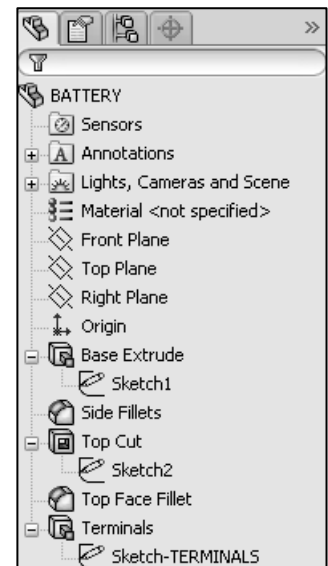 »
BATTERY
Sensors
A Annotations
Lights, Cameras and Scene
Material <not specified>
Front Plane
Top Plane
Right Plane
Origin
Base Extrude
Sketch1
Side Fillets
Top Cut
Sketch2
Top Face Fillet
Terminals
Sketch-TERMINALS